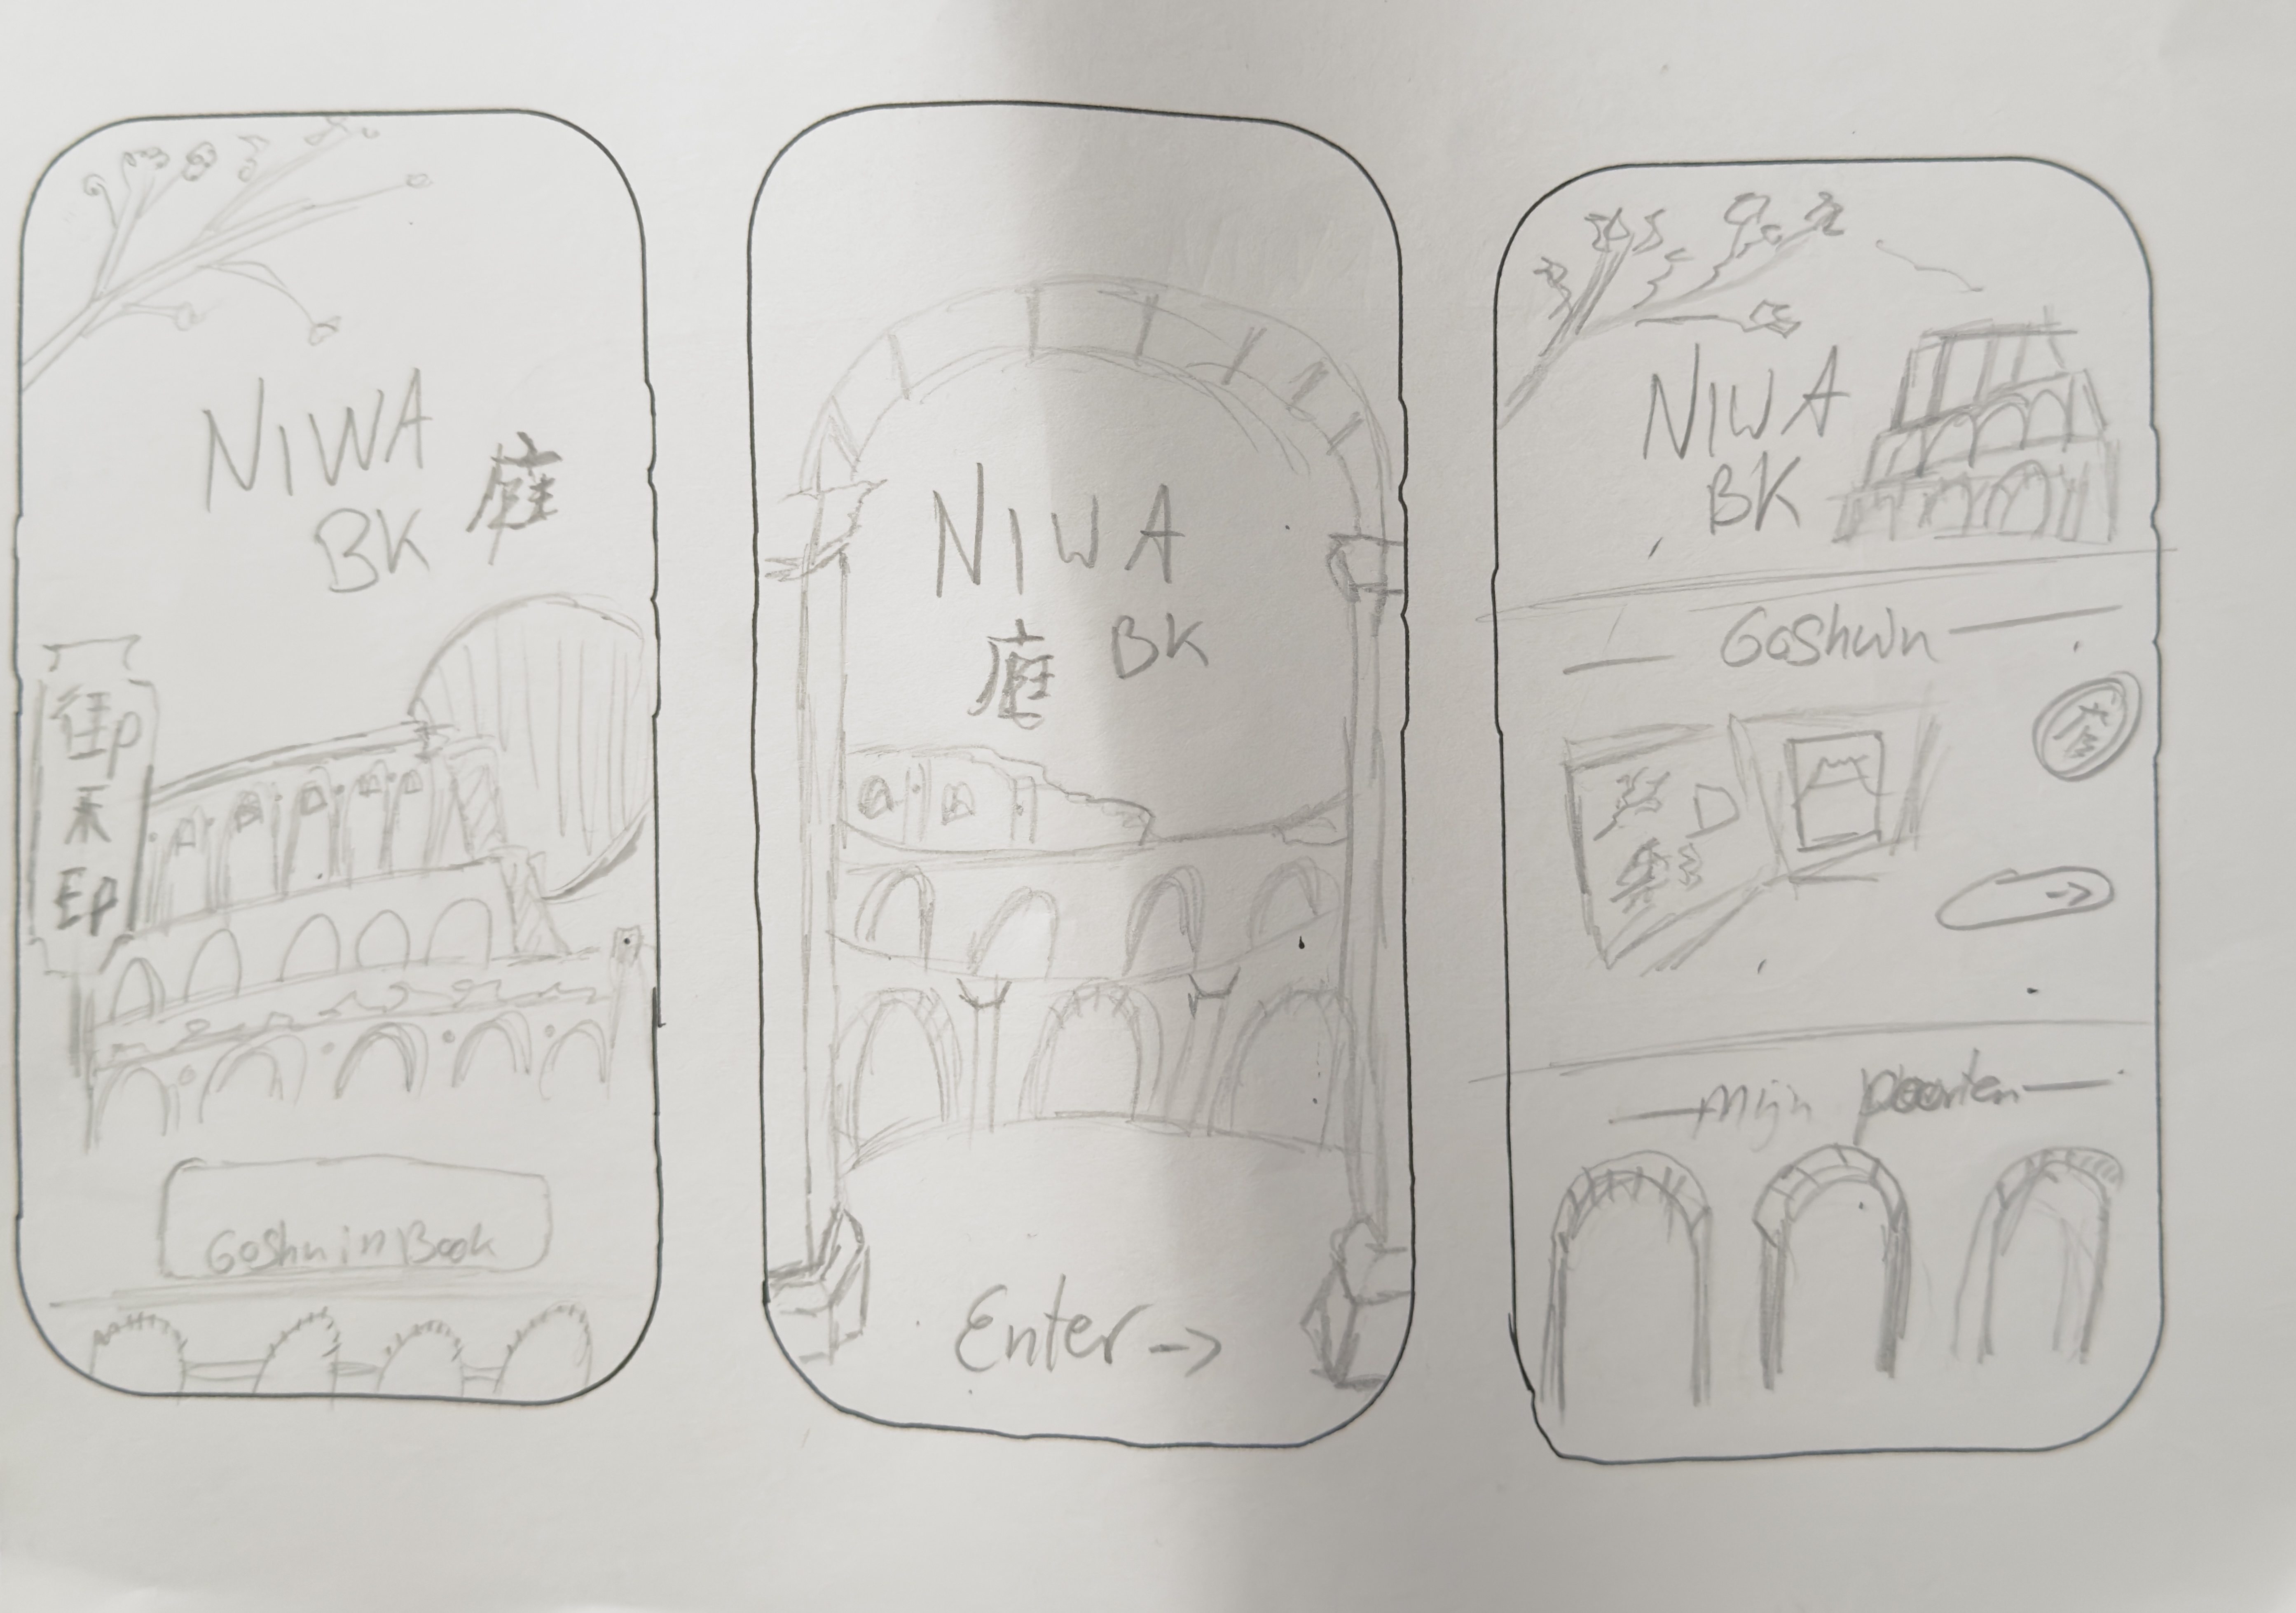 NIWA
BK
庭
御
朱
印
Goshuin Book
NIWA
庭 BK
Enter ->
NIWA
BK
Goshuin
Mijn Poorten